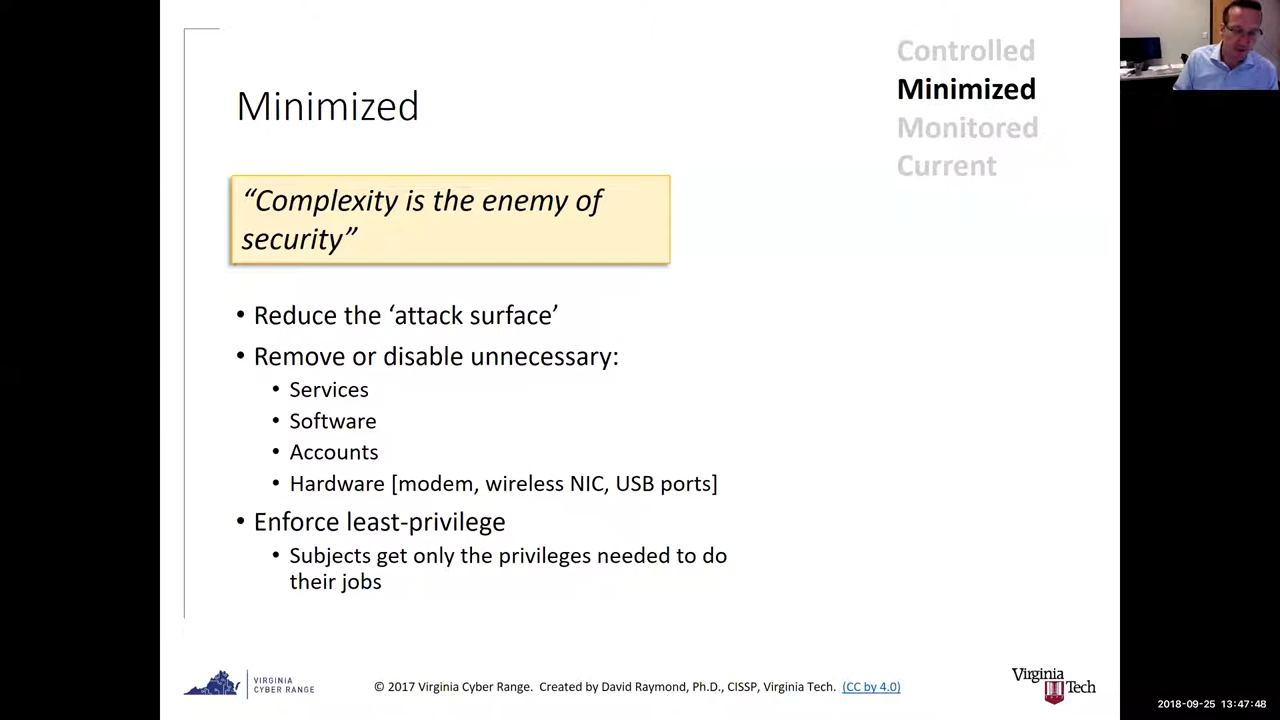 Controlled
Minimized
Monitored
Current
Minimized
“Complexity is the enemy of
security”
• Reduce the ‘attack surface’
• Remove or disable unnecessary:
• Services
• Software
• Accounts
• Hardware [modem, wireless NIC, USB ports]
• Enforce least-privilege
• Subjects get only the privileges needed to do
their jobs
VIRGINIA
CYBER RANGE
© 2017 Virginia Cyber Range. Created by David Raymond, Ph.D., CISSP, Virginia Tech. (CC by 4.0)
Virginia
Tech
2018-09-25 13:47:48